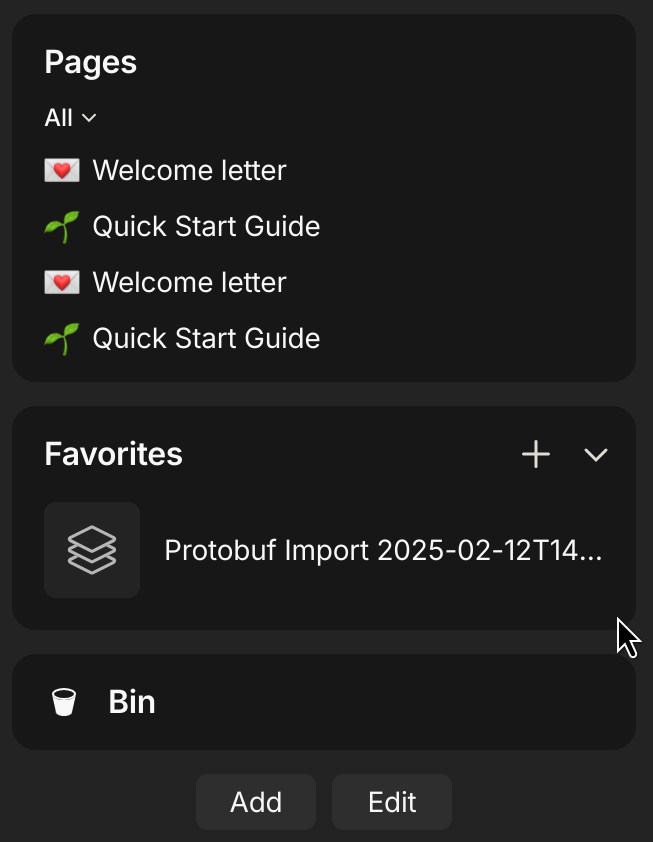 Pages
All
Welcome letter
Quick Start Guide
Welcome letter
Quick Start Guide
Favorites
Protobuf Import 2025-02-12T14...
Bin
Add
Edit